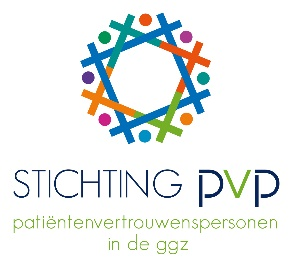 STICHTING pvp
patiëntenvertrouwenspersonen
in de ggz